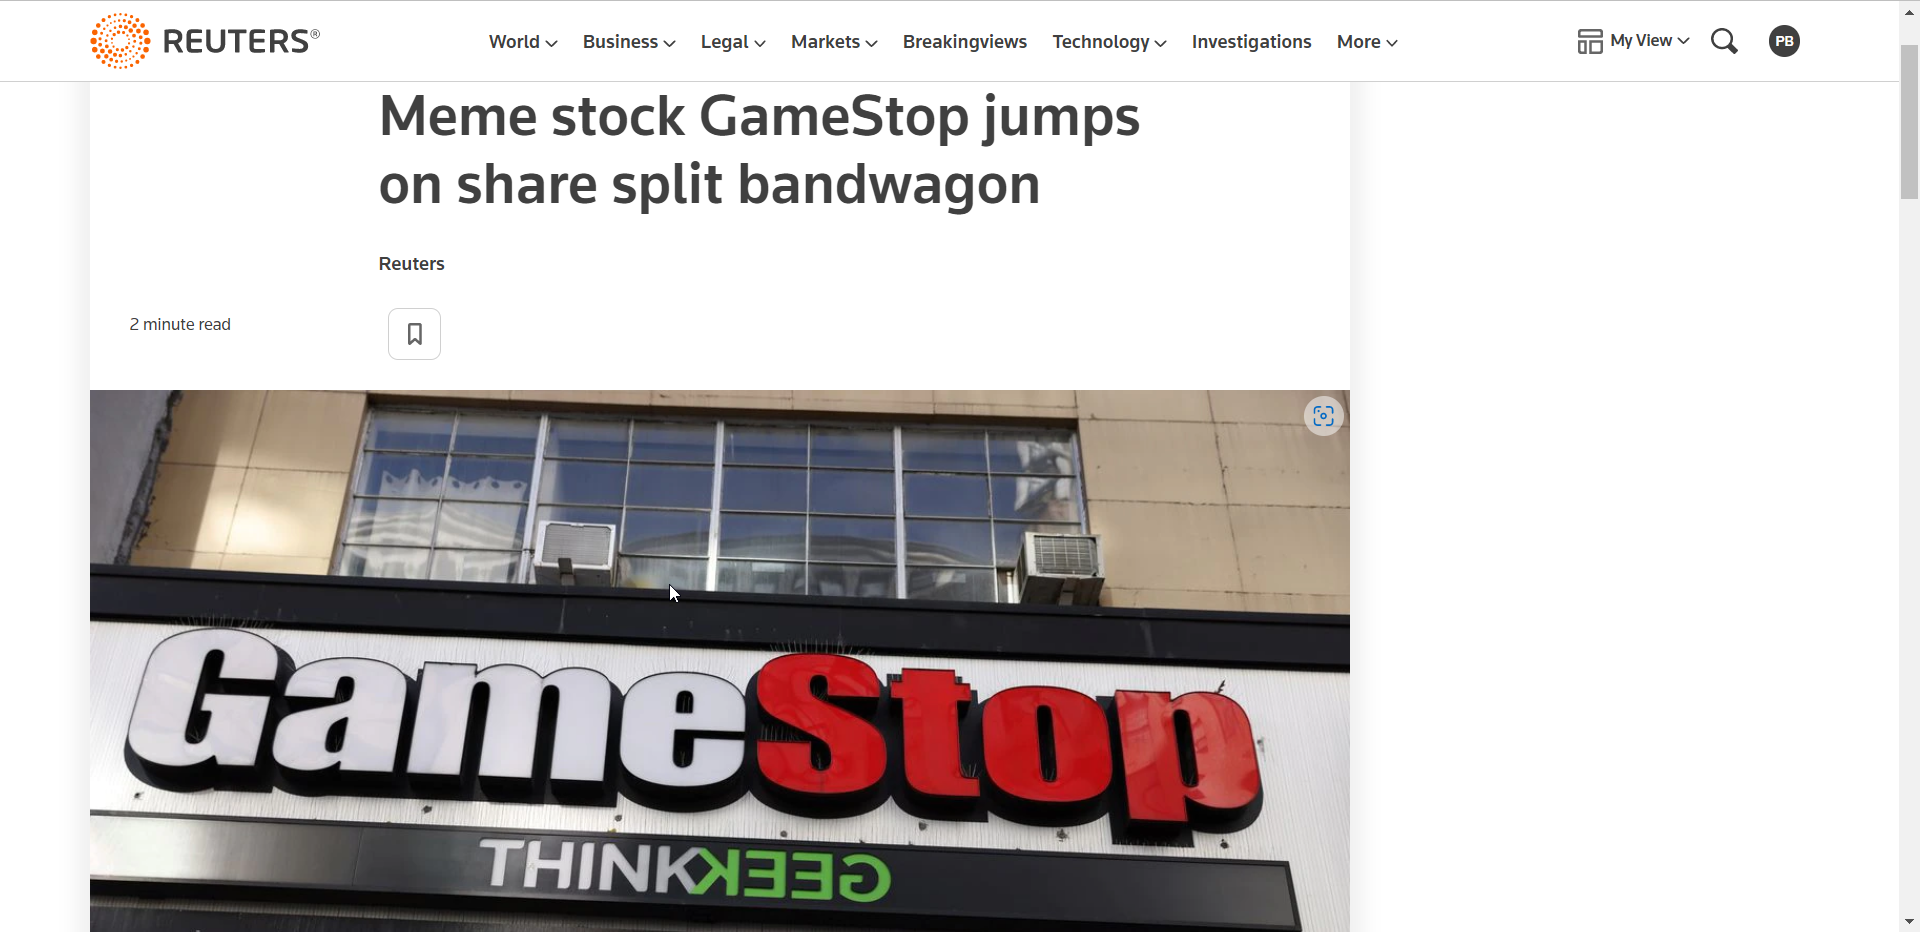 REUTERS®
World
Business
Legal
Markets
Breakingviews
Technology
Investigations
More
My View
PB
Meme stock GameStop jumps
on share split bandwagon
Reuters
2 minute read
GameStop
THINKGEEK